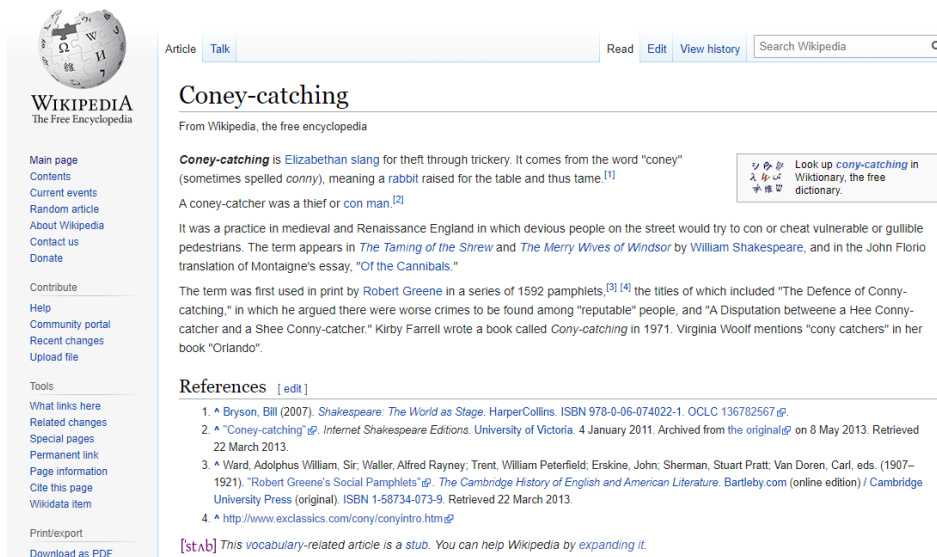 WIKIPEDIA
The Free Encyclopedia
Main page
Contents
Current events
Random article
About Wikipedia
Contact us
Donate
Contribute
Help
Community portal
Recent changes
Upload file
Tools
What links here
Related changes
Special pages
Permanent link
Page information
Cite this page
Wikidata item
Print/export
Download as PDF
Article Talk Read Edit View history Search Wikipedia
Coney-catching
From Wikipedia, the free encyclopedia
Coney-catching is Elizabethan slang for theft through trickery. It comes from the word "coney"
(sometimes spelled conny), meaning a rabbit raised for the table and thus tame.[1]
Look up cony-catching in
Wiktionary, the free
dictionary.
A coney-catcher was a thief or con man.[2]
It was a practice in medieval and Renaissance England in which devious people on the street would try to con or cheat vulnerable or gullible
pedestrians. The term appears in The Taming of the Shrew and The Merry Wives of Windsor by William Shakespeare, and in the John Florio
translation of Montaigne's essay, "Of the Cannibals."
The term was first used in print by Robert Greene in a series of 1592 pamphlets,[3] [4] the titles of which included "The Defence of Conny-
catching," in which he argued there were worse crimes to be found among "reputable" people, and "A Disputation betweene a Hee Conny-
catcher and a Shee Conny-catcher." Kirby Farrell wrote a book called Cony-catching in 1971. Virginia Woolf mentions "cony catchers" in her
book "Orlando".
References [ edit ]
1. ^ Bryson, Bill (2007). Shakespeare: The World as Stage. HarperCollins. ISBN 978-0-06-074022-1. OCLC 136782567.
2. ^ "Coney-catching". Internet Shakespeare Editions. University of Victoria. 4 January 2011. Archived from the original on 8 May 2013. Retrieved
22 March 2013.
3. ^ Ward, Adolphus William, Sir; Waller, Alfred Rayney; Trent, William Peterfield; Erskine, John; Sherman, Stuart Pratt; Van Doren, Carl, eds. (1907–
1921). "Robert Greene's Social Pamphlets". The Cambridge History of English and American Literature. Bartleby.com (online edition) / Cambridge
University Press (original). ISBN 1-58734-073-9. Retrieved 22 March 2013.
4. ^ http://www.exclassics.com/cony/conyintro.htm
['stʌb] This vocabulary-related article is a stub. You can help Wikipedia by expanding it.